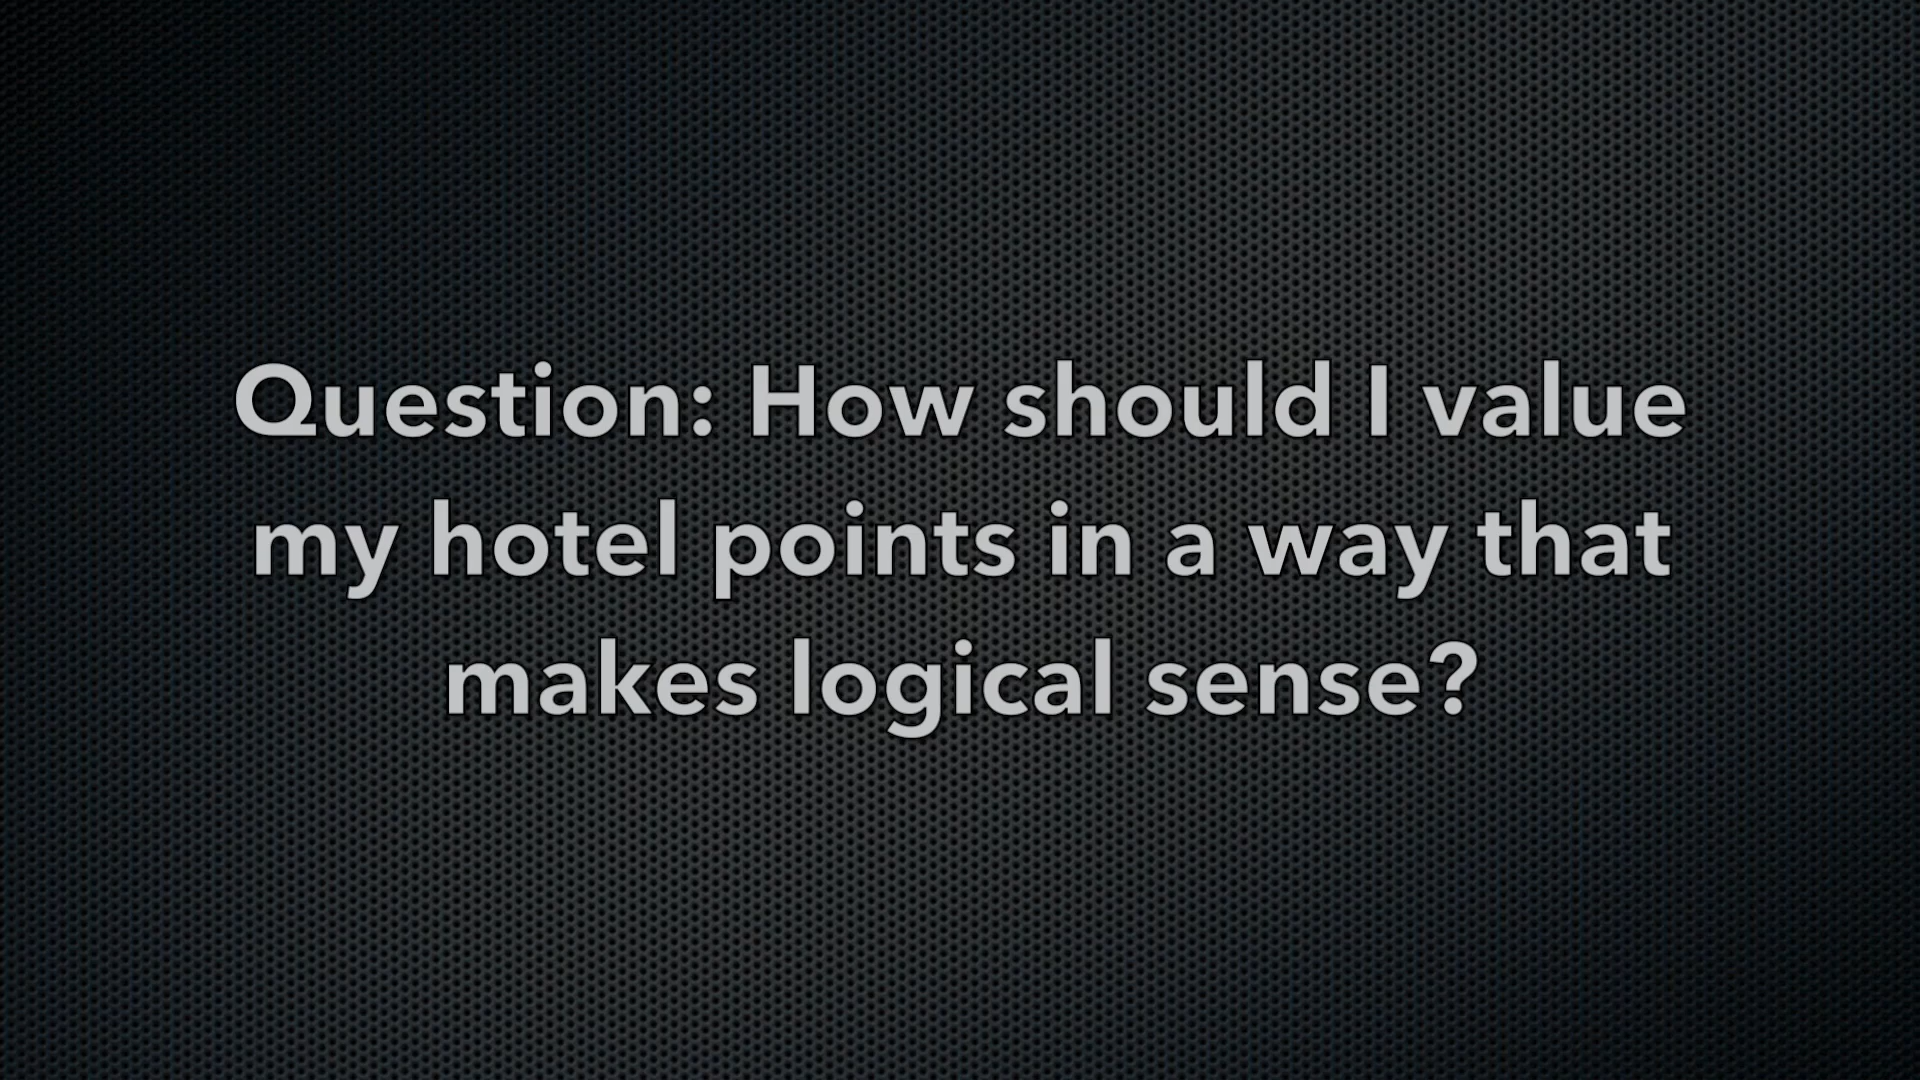 Question: How should I value
my hotel points in a way that
makes logical sense?